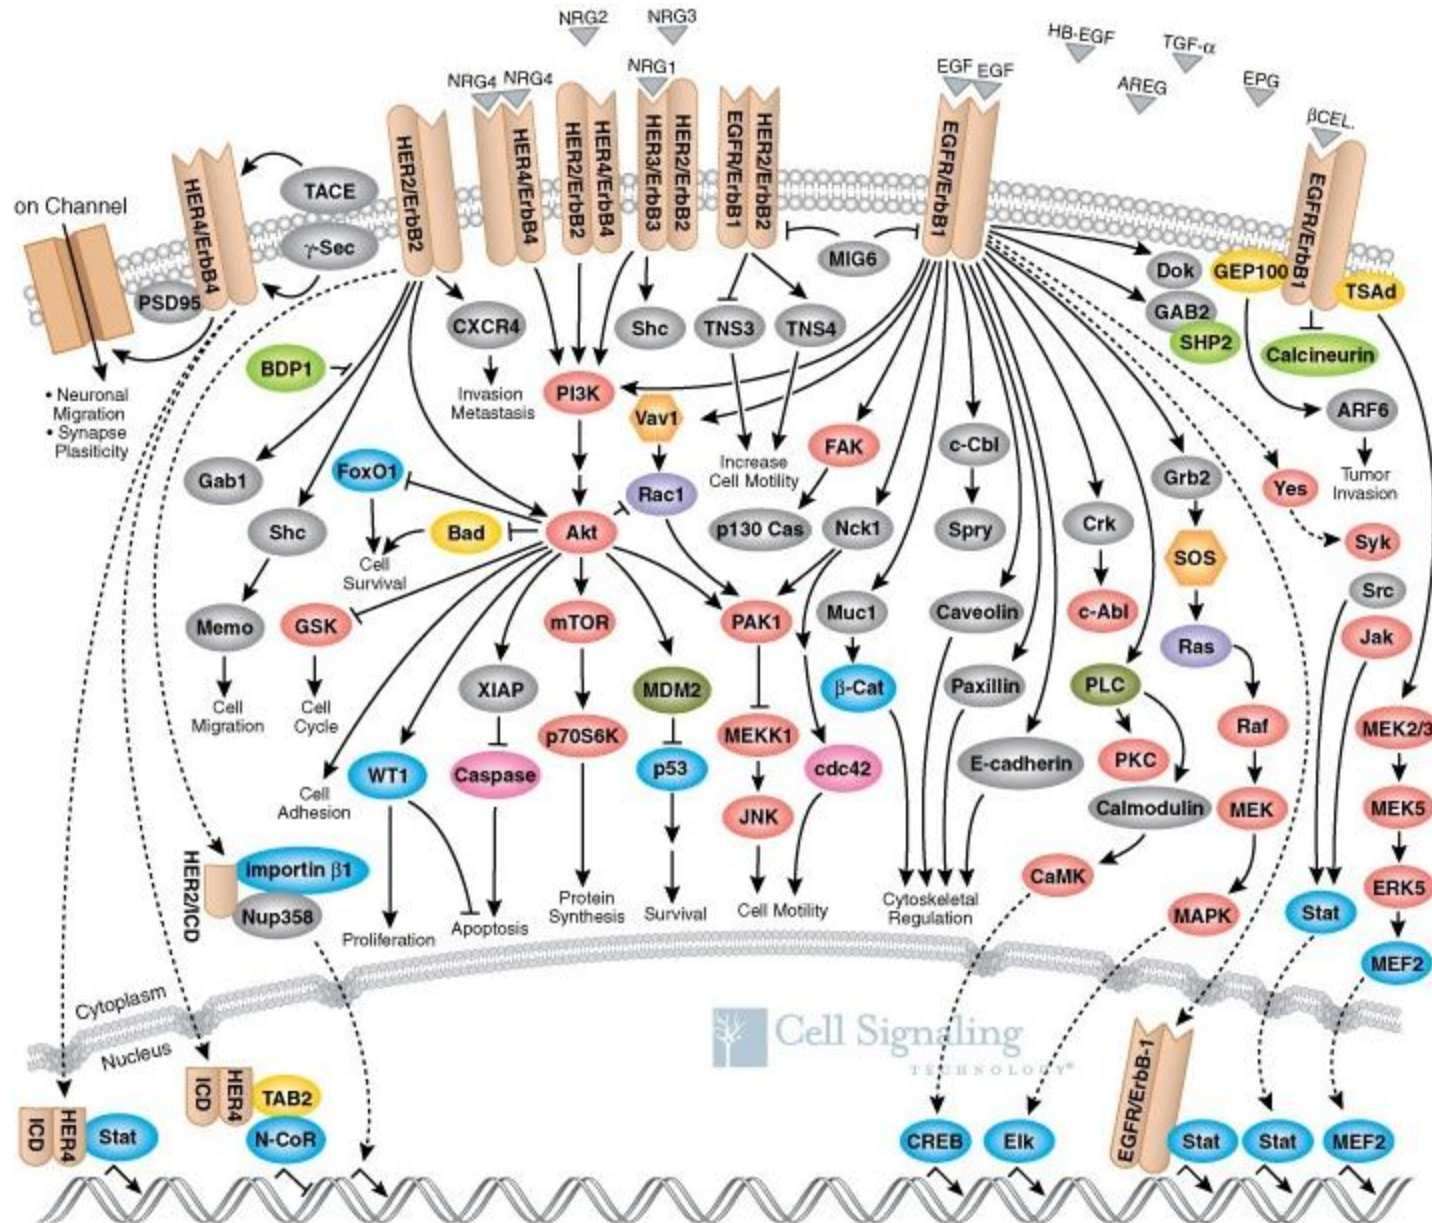 NRG2
NRG3
HB-EGF
TGF-α
NRG4
NRG4
NRG1
EGF
EGF
AREG
EPG
βCEL.
HER2/ErbB2
HER4/ErbB4
HER2/ErbB2
HER4/ErbB4
HER3/ErbB3
HER2/ErbB2
EGFR/ErbB1
HER2/ErbB2
EGFR/ErbB1
EGFR/ErbB1
HER4/ErbB4
TACE
γ-Sec
on Channel
PSD95
MIG6
Dok
GEP100
TSAd
GAB2
SHP2
Calcineurin
CXCR4
Shc
TNS3
TNS4
BDP1
• Neuronal
Migration
• Synapse
Plasiticity
Invasion
Metastasis
PI3K
Vav1
FAK
c-Cbl
ARF6
Increase
Cell Motility
Tumor
Invasion
Gab1
FoxO1
Rac1
Grb2
Yes
Shc
Bad
Akt
p130 Cas
Nck1
Spry
Crk
Syk
Cell
Survival
SOS
Src
Memo
GSK
mTOR
PAK1
Muc1
Caveolin
c-Abl
Jak
Ras
XIAP
MDM2
β-Cat
Paxillin
PLC
Cell
Migration
Cell
Cycle
p70S6K
MEKK1
Raf
MEK2/3
WT1
Caspase
p53
cdc42
E-cadherin
PKC
Cell
Adhesion
JNK
Calmodulin
MEK
MEK5
HER2/ICD
Importin β1
CaMK
ERK5
Nup358
Proliferation
Apoptosis
Protein
Synthesis
Survival
Cell Motility
Cytoskeletal
Regulation
MAPK
Stat
MEF2
Cytoplasm
Nucleus
Cell Signaling
TECHNOLOGY®
ICD
HER4
Stat
ICD
HER4
TAB2
N-CoR
CREB
Elk
EGFR/ErbB-1
Stat
Stat
MEF2